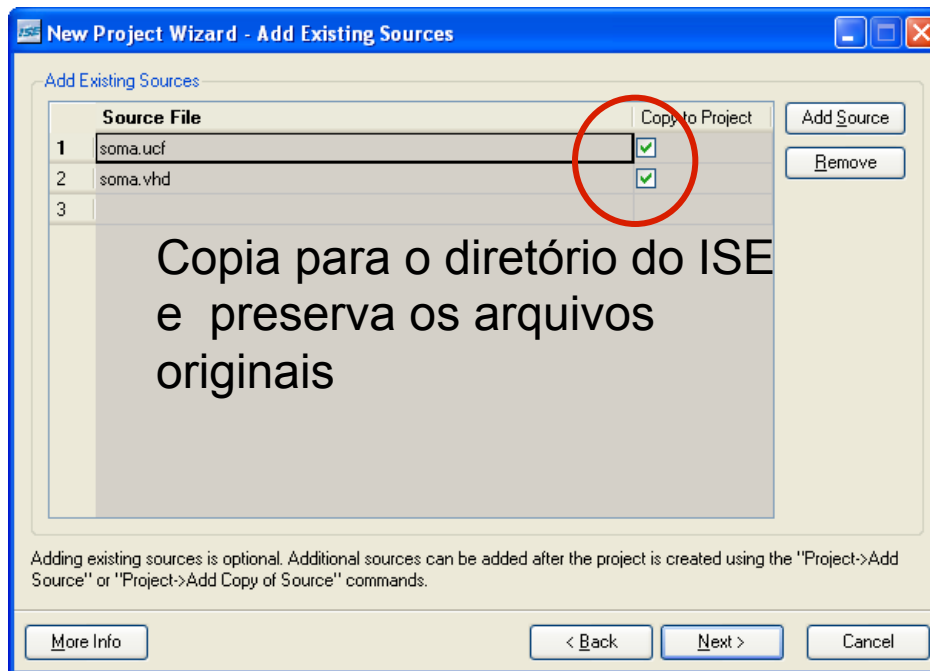 ISE New Project Wizard - Add Existing Sources
Add Existing Sources
Source File Copy to Project
Add Source
1 soma.ucf
Remove
2 soma.vhd
3
Copia para o diretório do ISE
e preserva os arquivos
originais
Adding existing sources is optional. Additional sources can be added after the project is created using the "Project->Add
Source" or "Project->Add Copy of Source" commands.
More Info < Back Next > Cancel